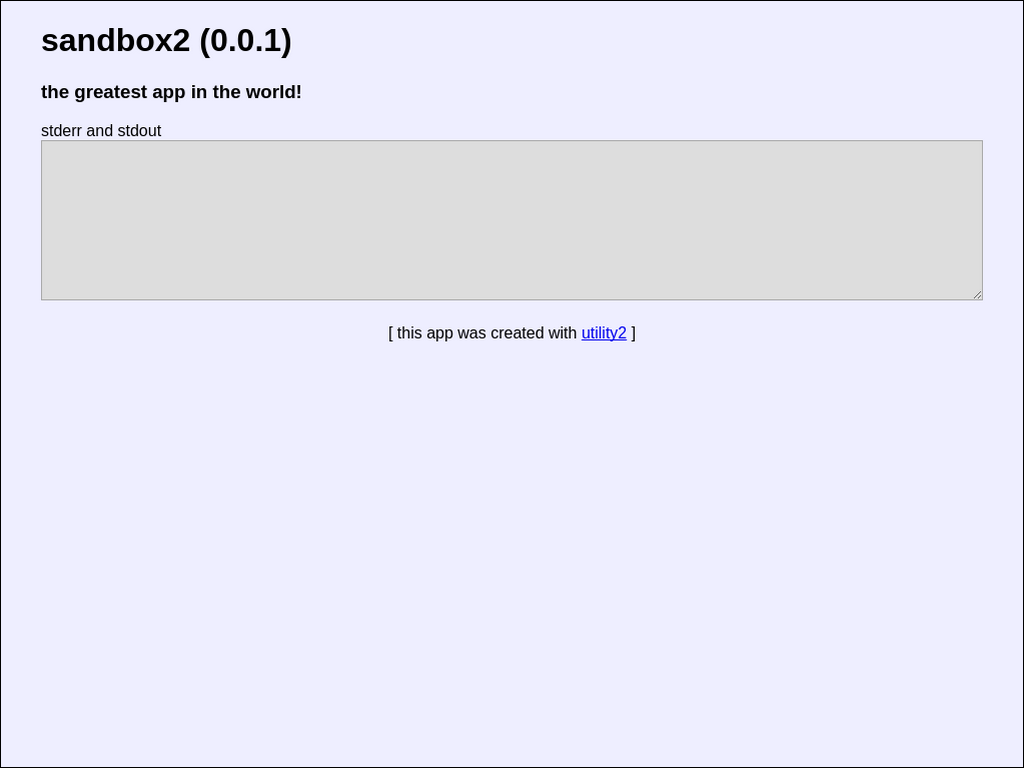 sandbox2 (0.0.1)
the greatest app in the world!
stderr and stdout
[ this app was created with utility2 ]